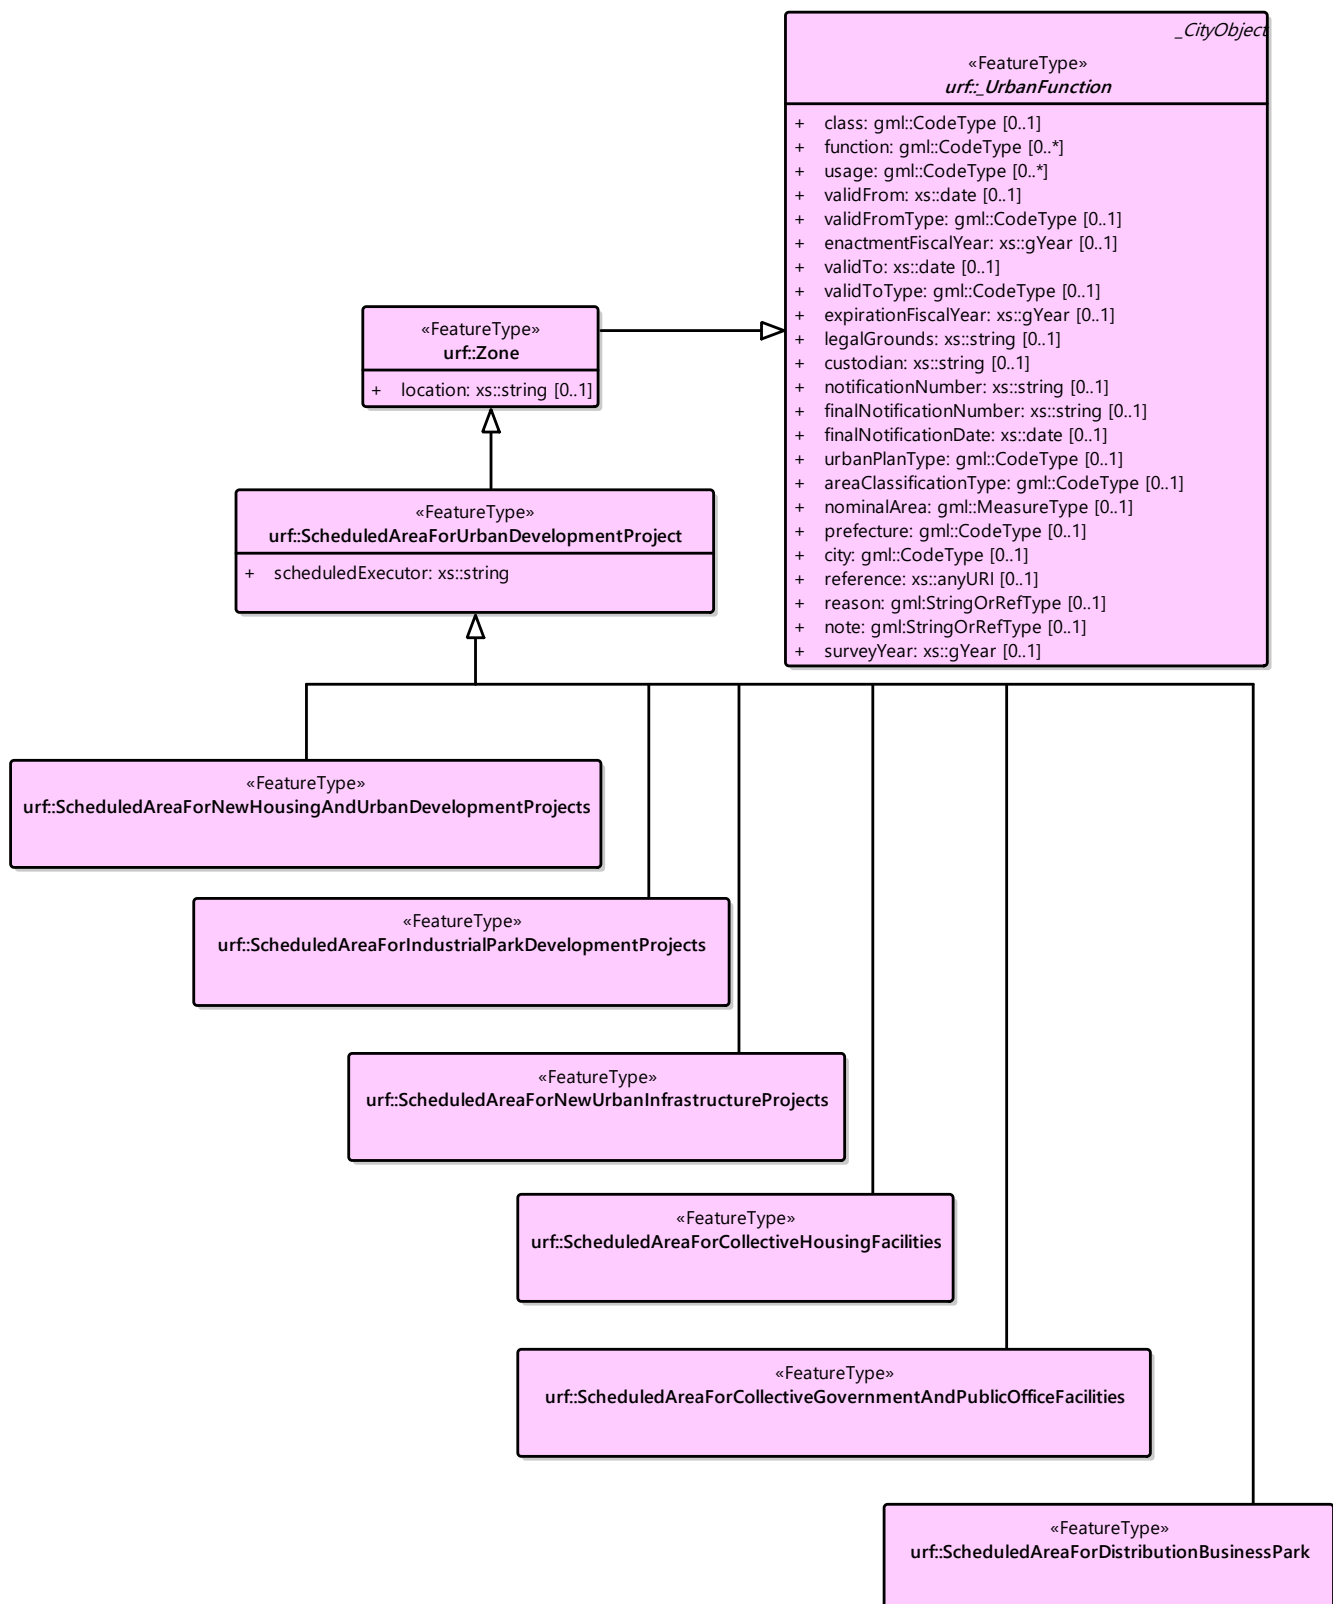 _CityObject
«FeatureType»
urf::_UrbanFunction
+ class: gml::CodeType [0..1]
+ function: gml::CodeType [0..*]
+ usage: gml::CodeType [0..*]
+ validFrom: xs::date [0..1]
+ validFromType: gml::CodeType [0..1]
+ enactmentFiscalYear: xs::gYear [0..1]
+ validTo: xs::date [0..1]
+ validToType: gml::CodeType [0..1]
+ expirationFiscalYear: xs::gYear [0..1]
+ legalGrounds: xs::string [0..1]
+ custodian: xs::string [0..1]
+ notificationNumber: xs::string [0..1]
+ finalNotificationNumber: xs::string [0..1]
+ finalNotificationDate: xs::date [0..1]
+ urbanPlanType: gml::CodeType [0..1]
+ areaClassificationType: gml::CodeType [0..1]
+ nominalArea: gml::MeasureType [0..1]
+ prefecture: gml::CodeType [0..1]
+ city: gml::CodeType [0..1]
+ reference: xs::anyURI [0..1]
+ reason: gml:StringOrRefType [0..1]
+ note: gml:StringOrRefType [0..1]
+ surveyYear: xs::gYear [0..1]
«FeatureType»
urf::Zone
+ location: xs::string [0..1]
«FeatureType»
urf::ScheduledAreaForUrbanDevelopmentProject
+ scheduledExecutor: xs::string
«FeatureType»
urf::ScheduledAreaForNewHousingAndUrbanDevelopmentProjects
«FeatureType»
urf::ScheduledAreaForIndustrialParkDevelopmentProjects
«FeatureType»
urf::ScheduledAreaForNewUrbanInfrastructureProjects
«FeatureType»
urf::ScheduledAreaForCollectiveHousingFacilities
«FeatureType»
urf::ScheduledAreaForCollectiveGovernmentAndPublicOfficeFacilities
«FeatureType»
urf::ScheduledAreaForDistributionBusinessPark